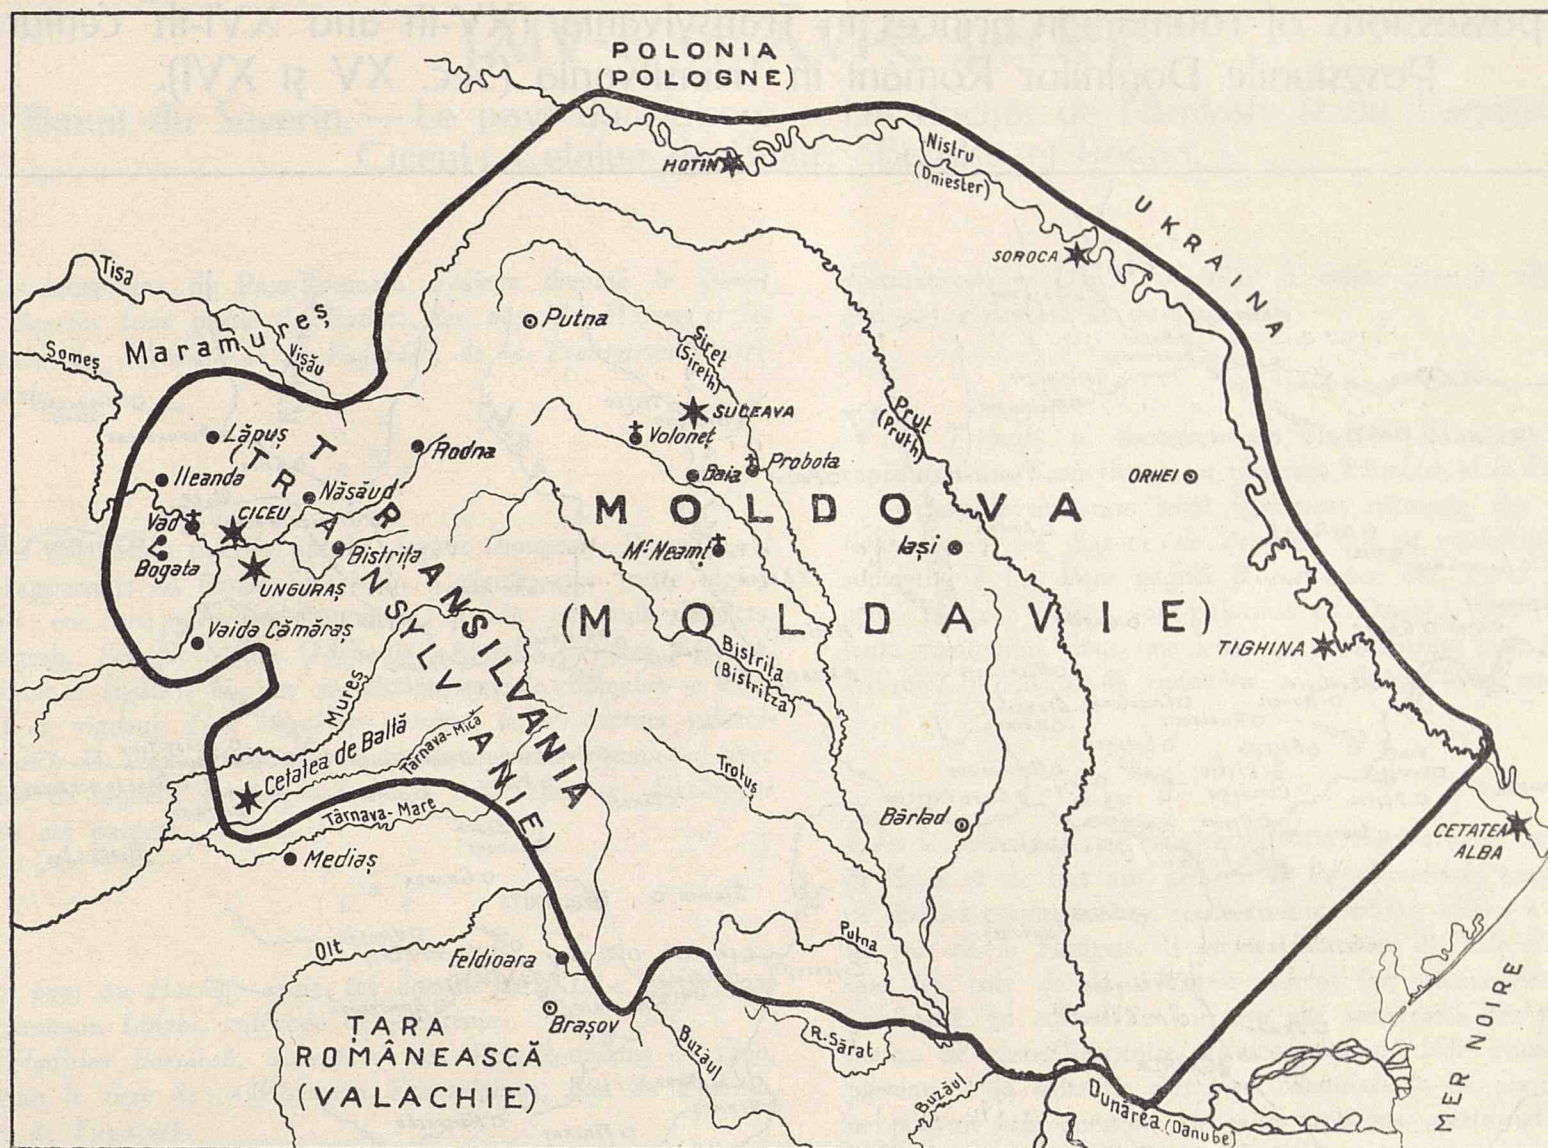 POLONIA
(POLOGNE)
HOTIN
Nistru
(Dniester)
UKRAINA
SOROCA
Tisa
Someș
Maramureș
Vișău
Putna
Siret
(Sireth)
SUCEAVA
Prut
(Pruth)
Lăpuș
Rodna
Voloneț
Ileanda
Baia
Probota
ORHEI
Năsăud
TRANSILVANIA
(TRANSYLVANIE)
CICEU
Vad
MOLDOVA
Bistrița
Mț Neamț
Iași
Bogata
UNGURAȘ
(MOLDAVIE)
Vaida Cămăraș
TIGHINA
Bistrița
(Bistritza)
Mureș
Cetatea de Baltă
Târnava-Mică
Trotuș
Târnava-Mare
Bârlad
CETATEA
ALBA
Mediaș
Putna
Olt
Feldioara
Brașov
ȚARA
ROMÂNEASCĂ
(VALACHIE)
Buzăul
R-Sărat
Buzăul
Dunărea (Danube)
MER NOIRE